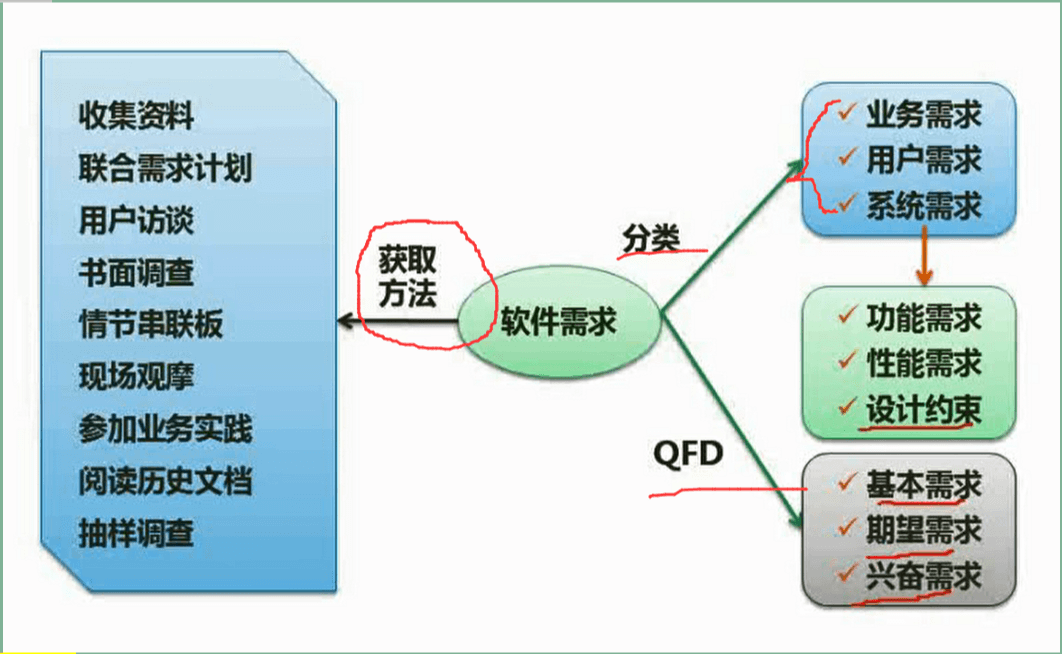 收集资料
联合需求计划
用户访谈
书面调查
情节串联板
现场观摩
参加业务实践
阅读历史文档
抽样调查
获取
方法
软件需求
分类
QFD
业务需求
用户需求
系统需求
功能需求
性能需求
设计约束
基本需求
期望需求
兴奋需求